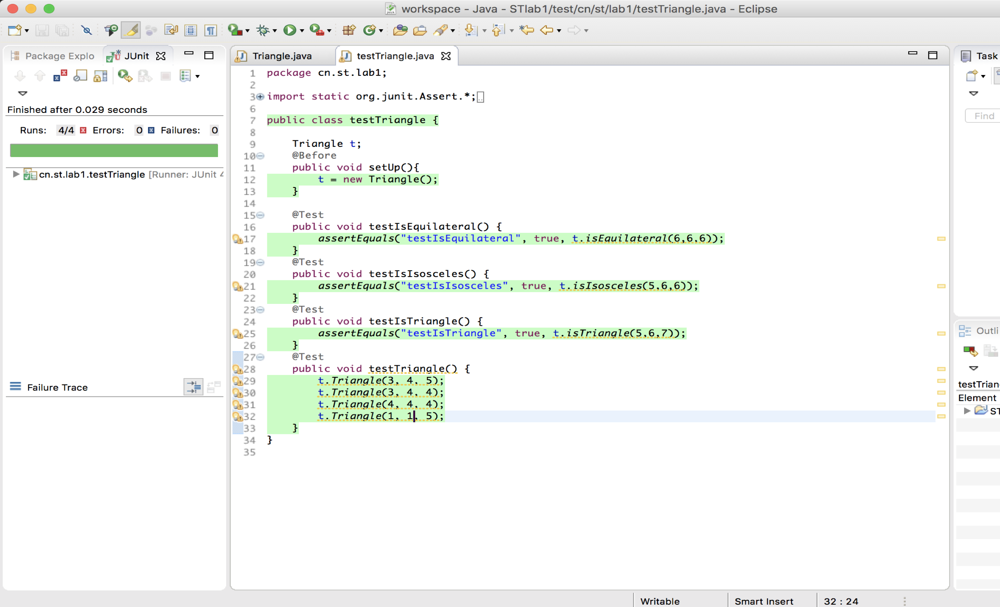 workspace - Java - STlab1/test/cn/st/lab1/testTriangle.java - Eclipse
Package Explo
JUnit
Finished after 0.029 seconds
Runs: 4/4 Errors: 0 Failures: 0
cn.st.lab1.testTriangle [Runner: JUnit 4
Failure Trace
Triangle.java
testTriangle.java
1 package cn.st.lab1;
2
3 import static org.junit.Assert.*;
6
7 public class testTriangle {
8
9 Triangle t;
10 @Before
11 public void setUp(){
12 t = new Triangle();
13 }
14
15 @Test
16 public void testIsEquilateral() {
17 assertEquals("testIsEquilateral", true, t.isEquilateral(6,6,6));
18 }
19 @Test
20 public void testIsIsosceles() {
21 assertEquals("testIsIsosceles", true, t.isIsosceles(5,6,6));
22 }
23 @Test
24 public void testIsTriangle() {
25 assertEquals("testIsTriangle", true, t.isTriangle(5,6,7));
26 }
27 @Test
28 public void testTriangle() {
29 t.Triangle(3, 4, 5);
30 t.Triangle(3, 4, 4);
31 t.Triangle(4, 4, 4);
32 t.Triangle(1, 1, 5);
33 }
34 }
35
Task
Find
Outli
testTrian
Element
ST
Writable
Smart Insert
32 : 24